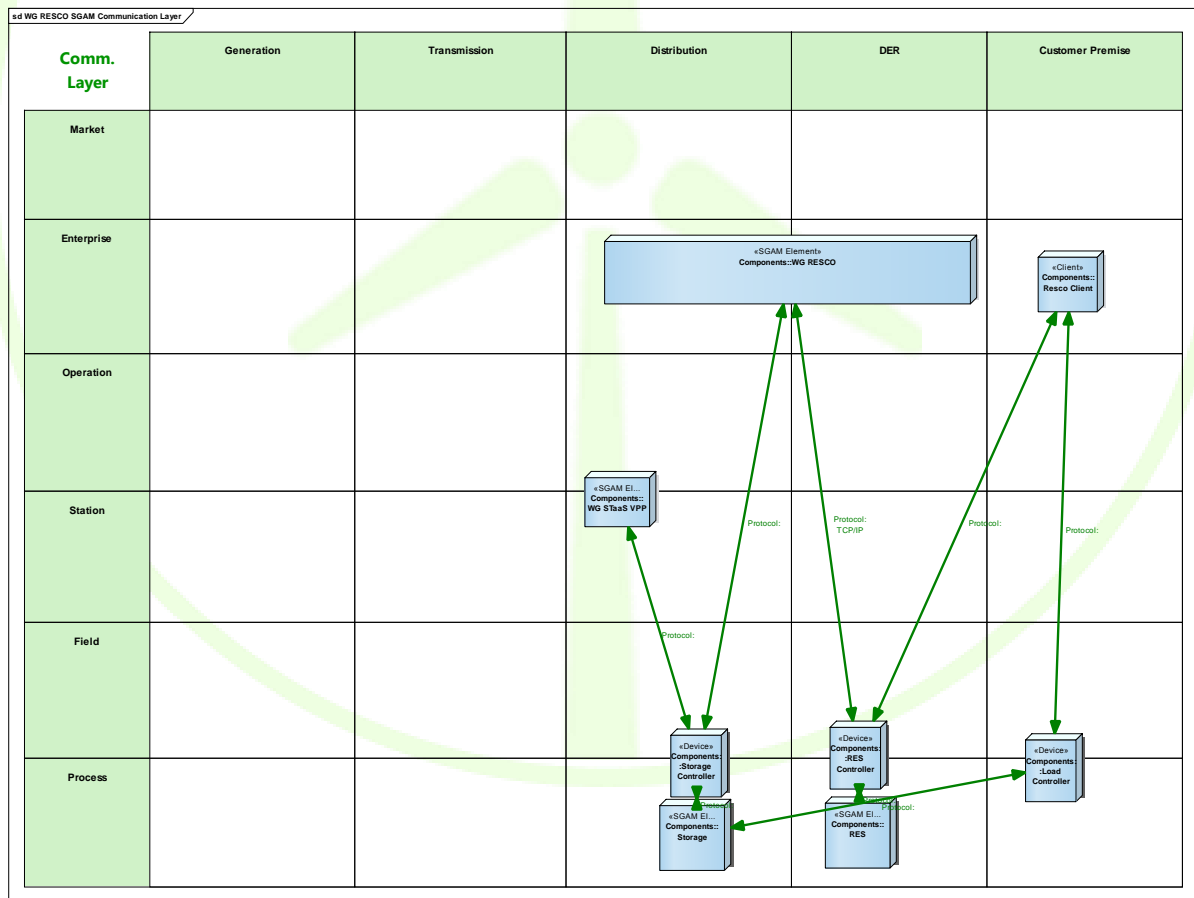 sd WG RESCO SGAM Communication Layer
Comm.
Layer
Generation
Transmission
Distribution
DER
Customer Premise
Market
Enterprise
«SGAM Element»
Components::WG RESCO
«Client»
Components::
Resco Client
Operation
Station
«SGAM El...
Components::
WG STaaS VPP
Protocol:
Protocol:
TCP/IP
Protocol:
Protocol:
Field
Protocol:
Process
«Device»
Components:
:Storage
Controller
«Device»
Components:
:RES
Controller
«Device»
Components:
:Load
Controller
Protocol:
«SGAM El...
Components::
Storage
«SGAM El...
Components::
RES